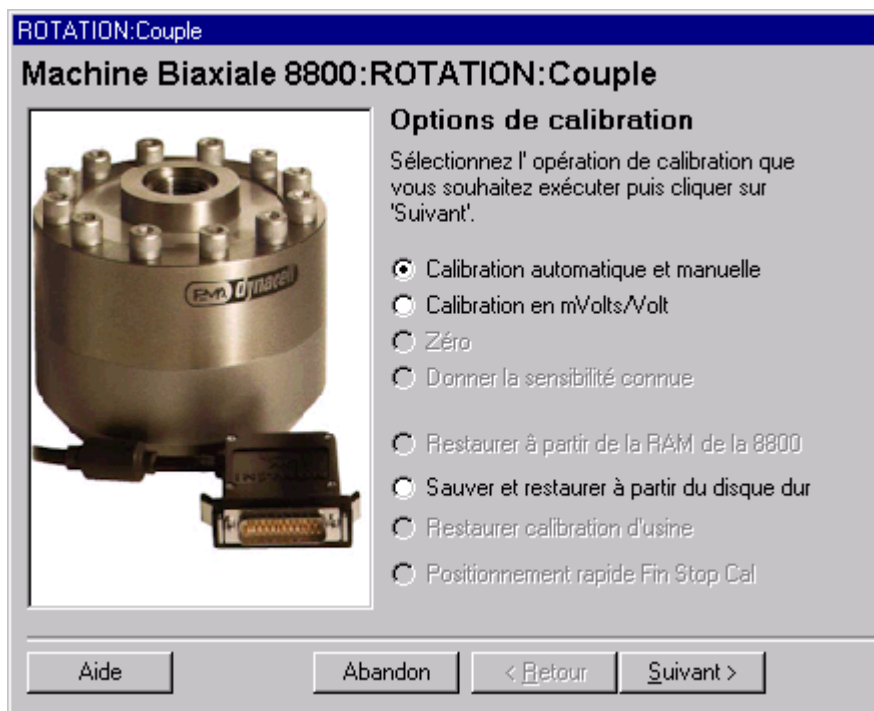 ROTATION:Couple
Machine Biaxiale 8800:ROTATION:Couple
Options de calibration
Sélectionnez l' opération de calibration que
vous souhaitez exécuter puis cliquer sur
'Suivant'.
Calibration automatique et manuelle
Calibration en mVolts/Volt
Zéro
Donner la sensibilité connue
Restaurer â partir de la RAM de la 8800
Sauver et restaurer à partir du disque dur
Restaurer calibration d'usine
Positionnement rapide Fin Stop Cal
dynacell
Aide
Abandon
< Retour
Suivant >